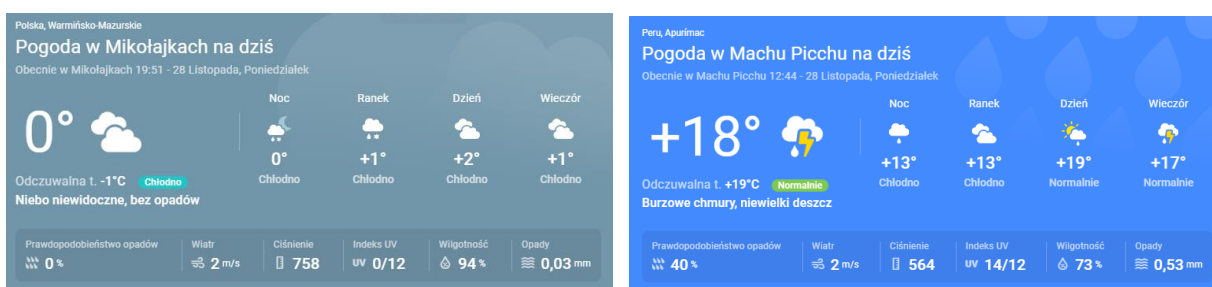 Polska, Warmińsko-Mazurskie
Pogoda w Mikołajkach na dziś
Obecnie w Mikołajkach 19:51 - 28 Listopada, Poniedziałek
Noc Ranek Dzień Wieczór
0°
0° +1° +2° +1°
Chłodno Chłodno Chłodno Chłodno
Odczuwalna t. -1°C Chłodno
Niebo niewidoczne, bez opadów
Prawdopodobieństwo opadów Wiatr Ciśnienie Indeks UV Wilgotność Opady
0 % 2 m/s 758 UV 0/12 94 % 0,03 mm
Peru, Apurímac
Pogoda w Machu Picchu na dziś
Obecnie w Machu Picchu 12:44 - 28 Listopada, Poniedziałek
Noc Ranek Dzień Wieczór
+18°
+13° +13° +19° +17°
Chłodno Chłodno Normalnie Normalnie
Odczuwalna t. +19°C Normalnie
Burzowe chmury, niewielki deszcz
Prawdopodobieństwo opadów Wiatr Ciśnienie Indeks UV Wilgotność Opady
40 % 2 m/s 564 UV 14/12 73 % 0,53 mm